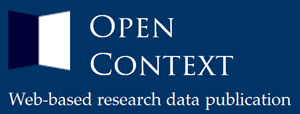 OPEN
CONTEXT
Web-based research data publication